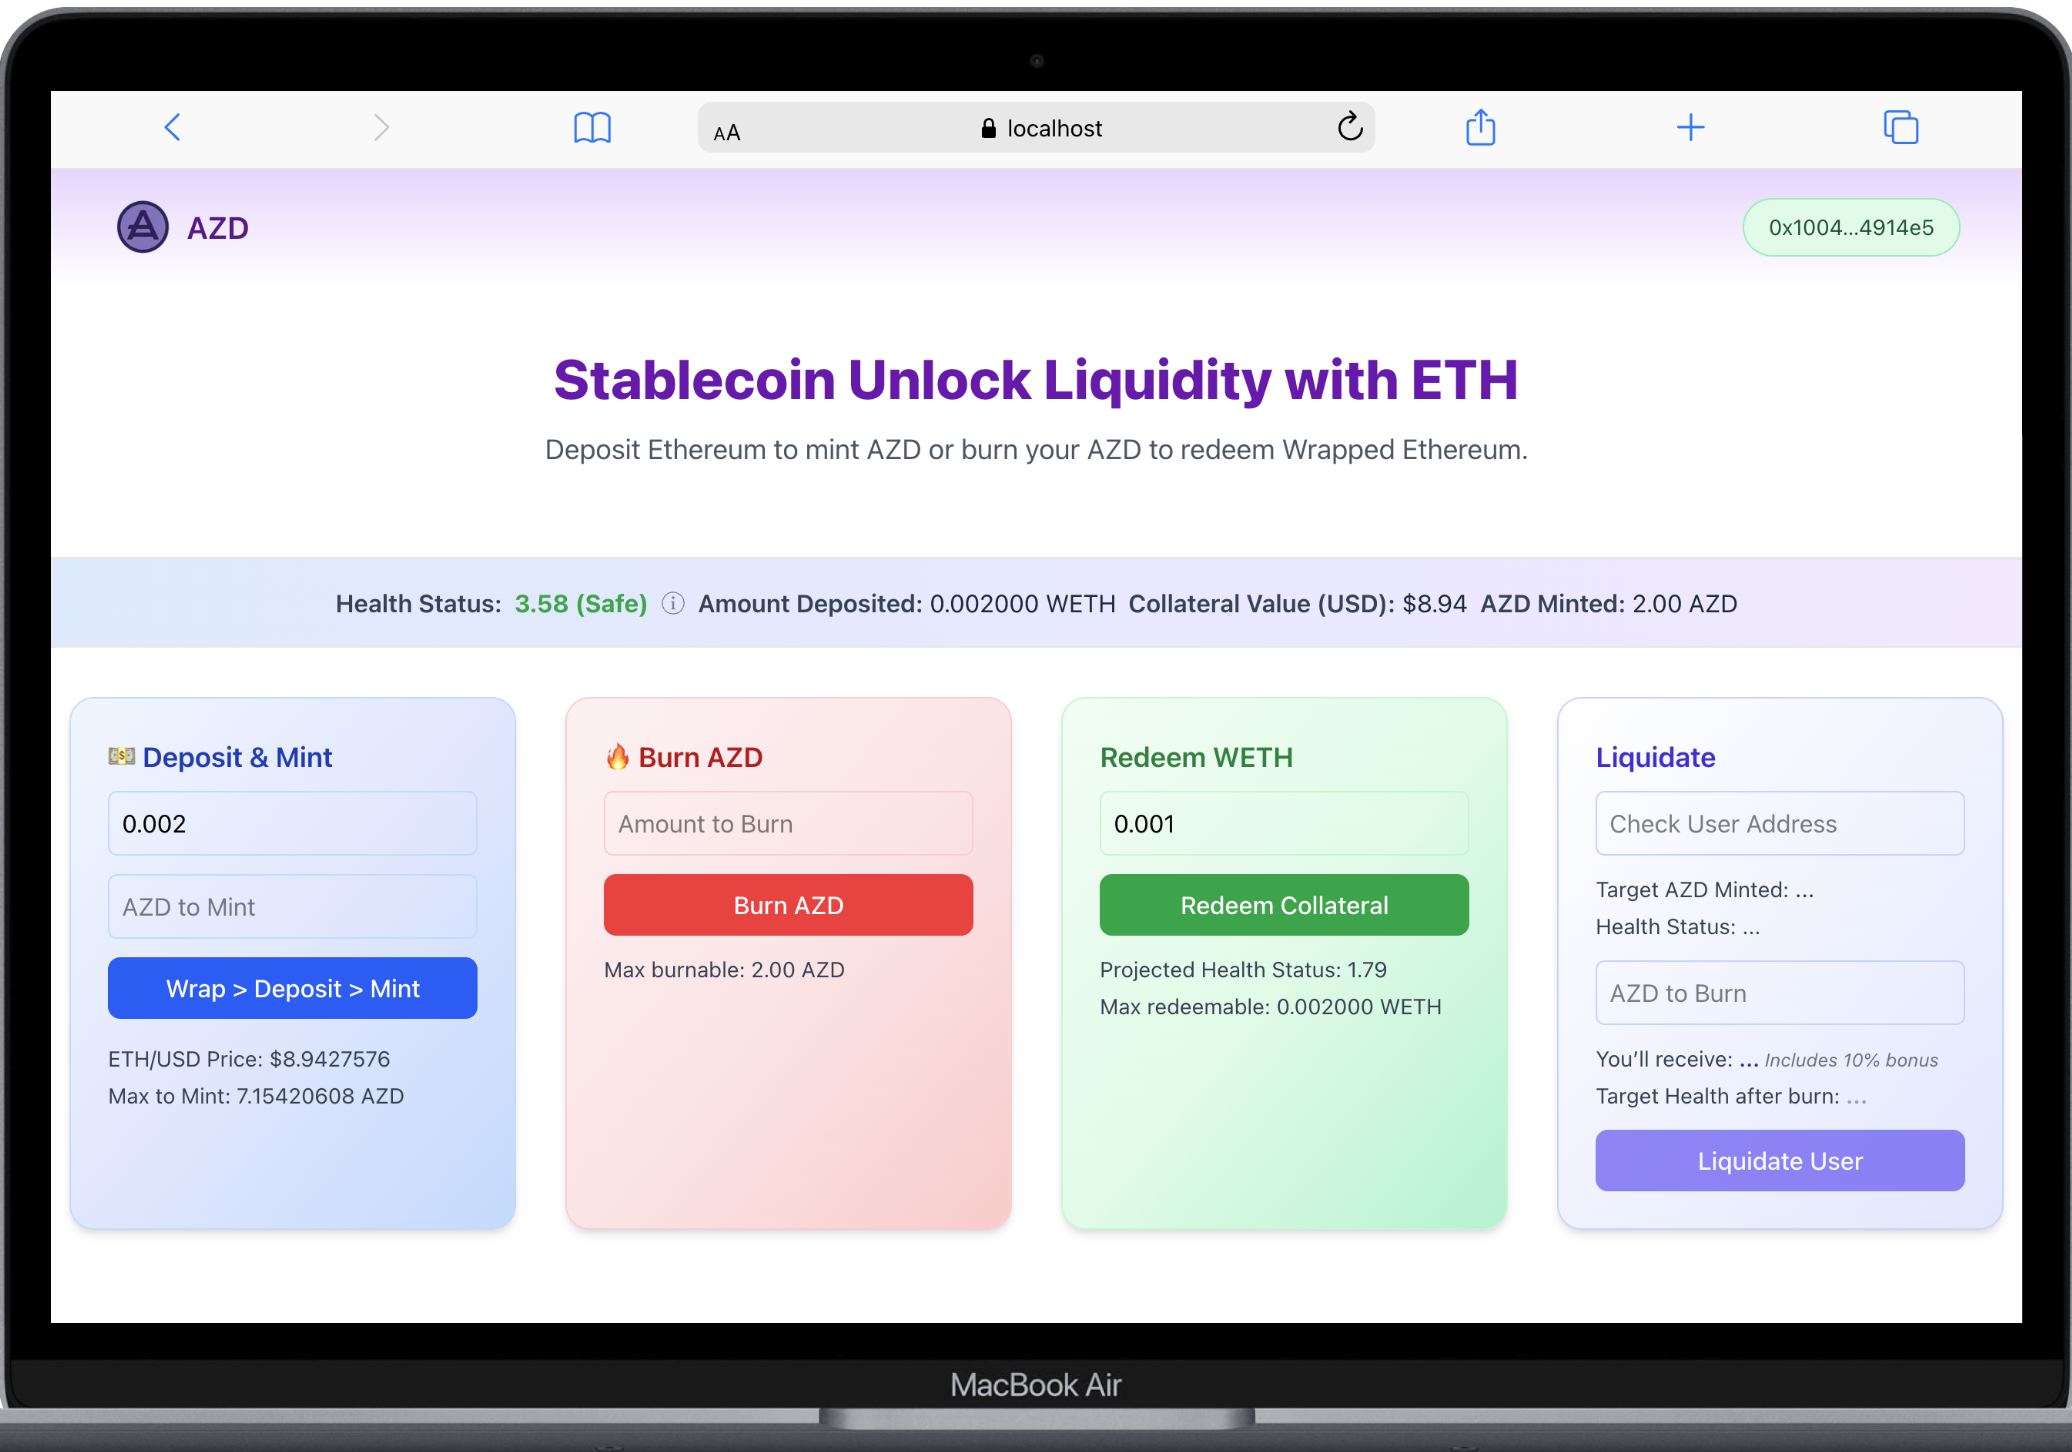 AA localhost
AZD
0x1004...4914e5
Stablecoin Unlock Liquidity with ETH
Deposit Ethereum to mint AZD or burn your AZD to redeem Wrapped Ethereum.
Health Status: 3.58 (Safe) ⓘ Amount Deposited: 0.002000 WETH Collateral Value (USD): $8.94 AZD Minted: 2.00 AZD
💵 Deposit & Mint
0.002
AZD to Mint
Wrap > Deposit > Mint
ETH/USD Price: $8.9427576
Max to Mint: 7.15420608 AZD
🔥 Burn AZD
Amount to Burn
Burn AZD
Max burnable: 2.00 AZD
Redeem WETH
0.001
Redeem Collateral
Projected Health Status: 1.79
Max redeemable: 0.002000 WETH
Liquidate
Check User Address
Target AZD Minted: ...
Health Status: ...
AZD to Burn
You’ll receive: ... Includes 10% bonus
Target Health after burn: ...
Liquidate User
MacBook Air